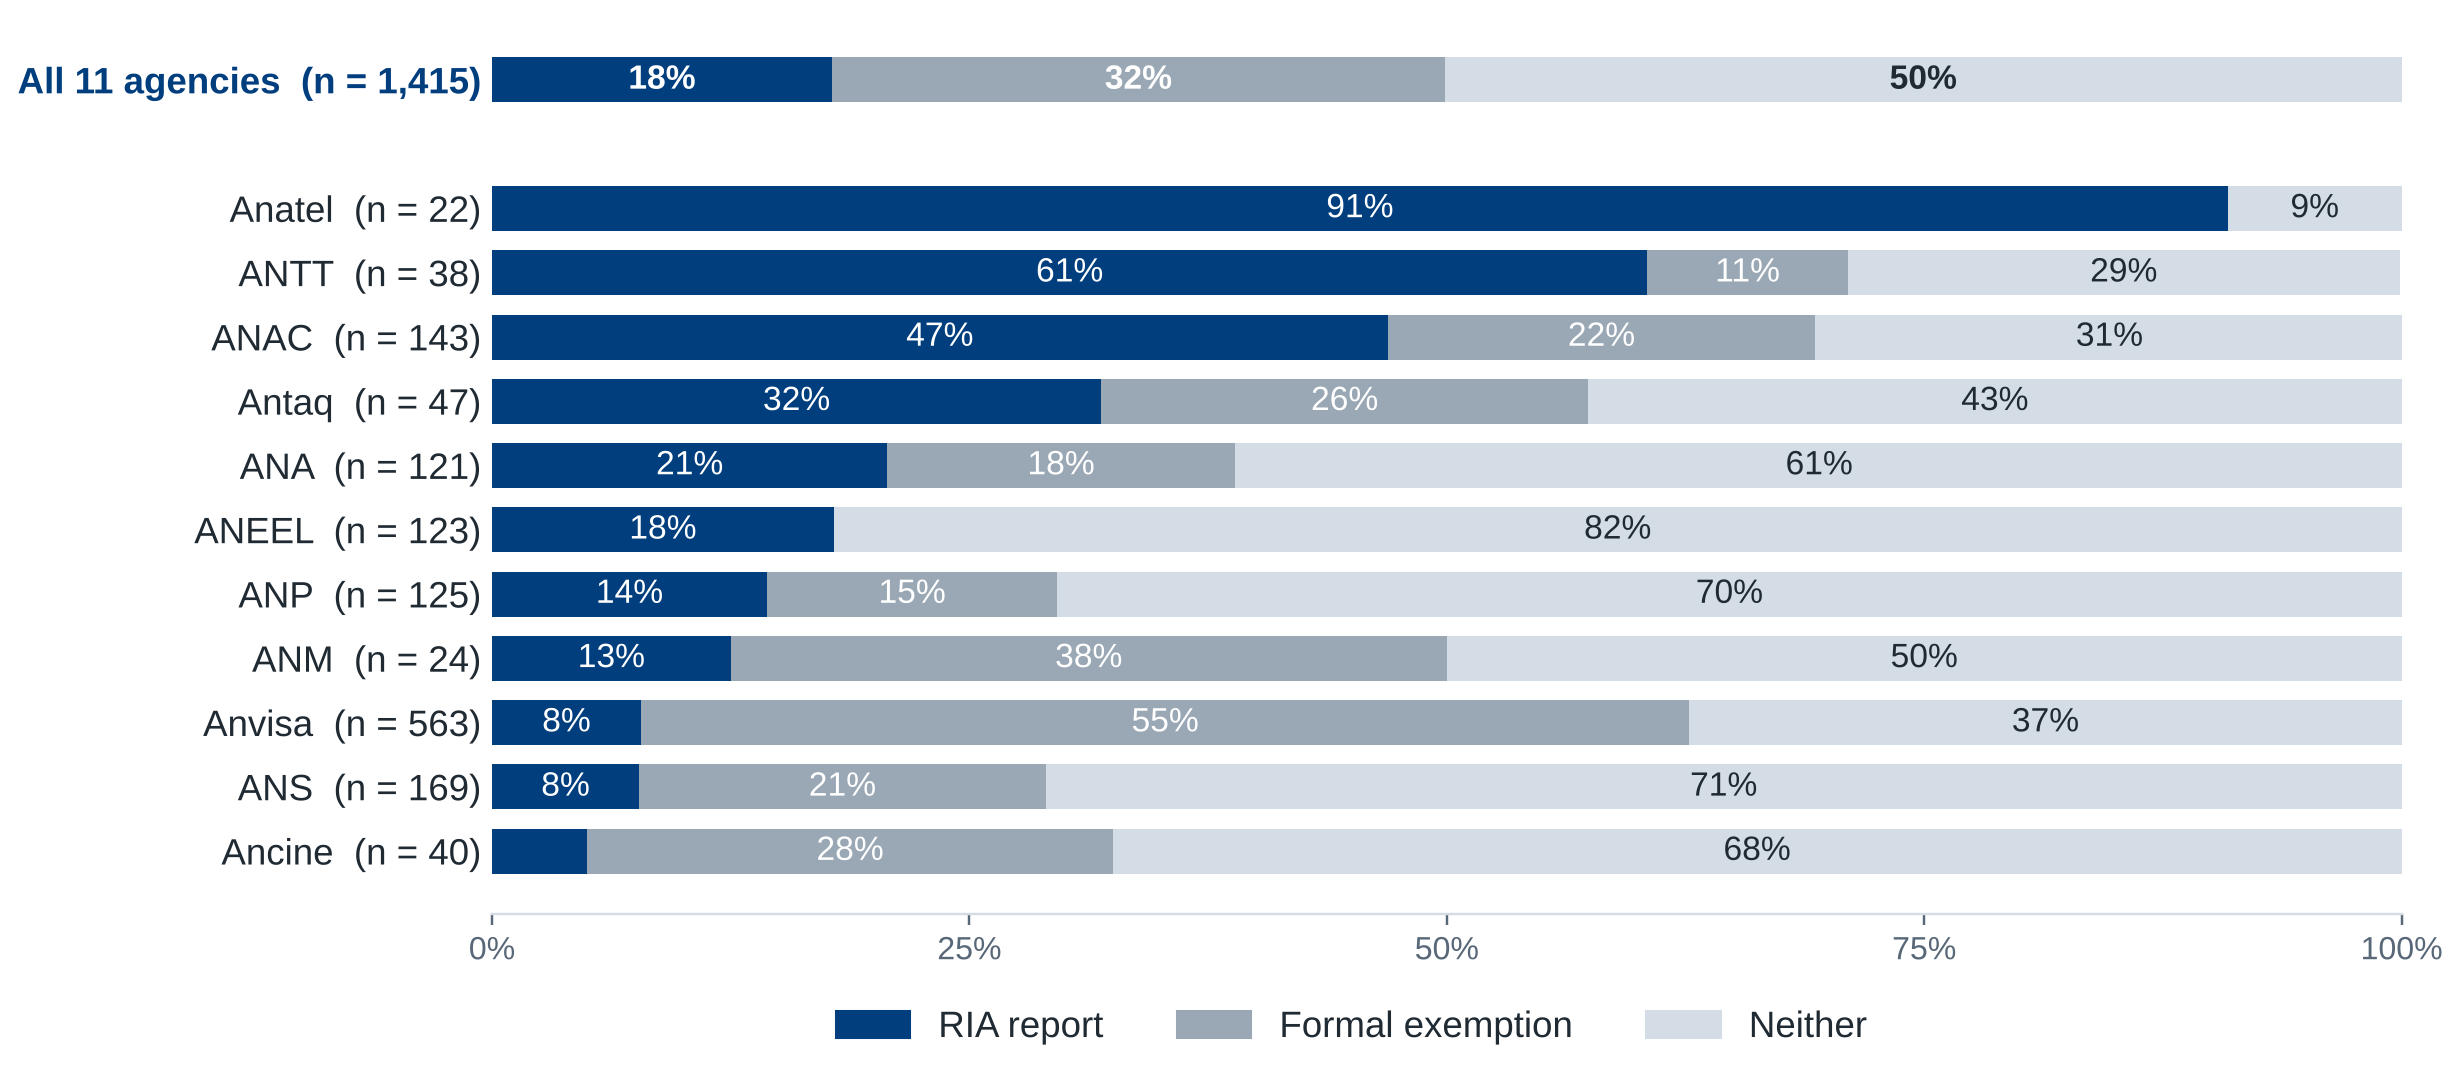 All 11 agencies (n = 1,415) 18% 32% 50%
Anatel (n = 22) 91% 9%
ANTT (n = 38) 61% 11% 29%
ANAC (n = 143) 47% 22% 31%
Antaq (n = 47) 32% 26% 43%
ANA (n = 121) 21% 18% 61%
ANEEL (n = 123) 18% 82%
ANP (n = 125) 14% 15% 70%
ANM (n = 24) 13% 38% 50%
Anvisa (n = 563) 8% 55% 37%
ANS (n = 169) 8% 21% 71%
Ancine (n = 40) 28% 68%
0% 25% 50% 75% 100%
RIA report Formal exemption Neither